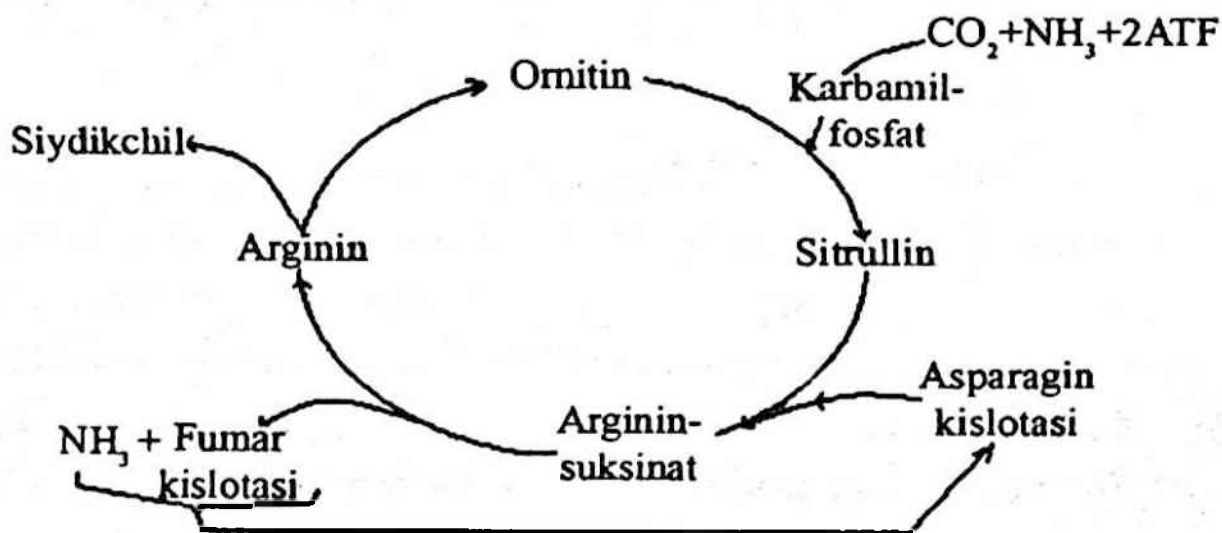 CO₂+NH₃+2ATF
Ornitin
Karbamil-
fosfat
Siydikchil
Arginin
Sitrullin
Asparagin
kislotasi
Arginin-
suksinat
NH₃ + Fumar
kislotasi